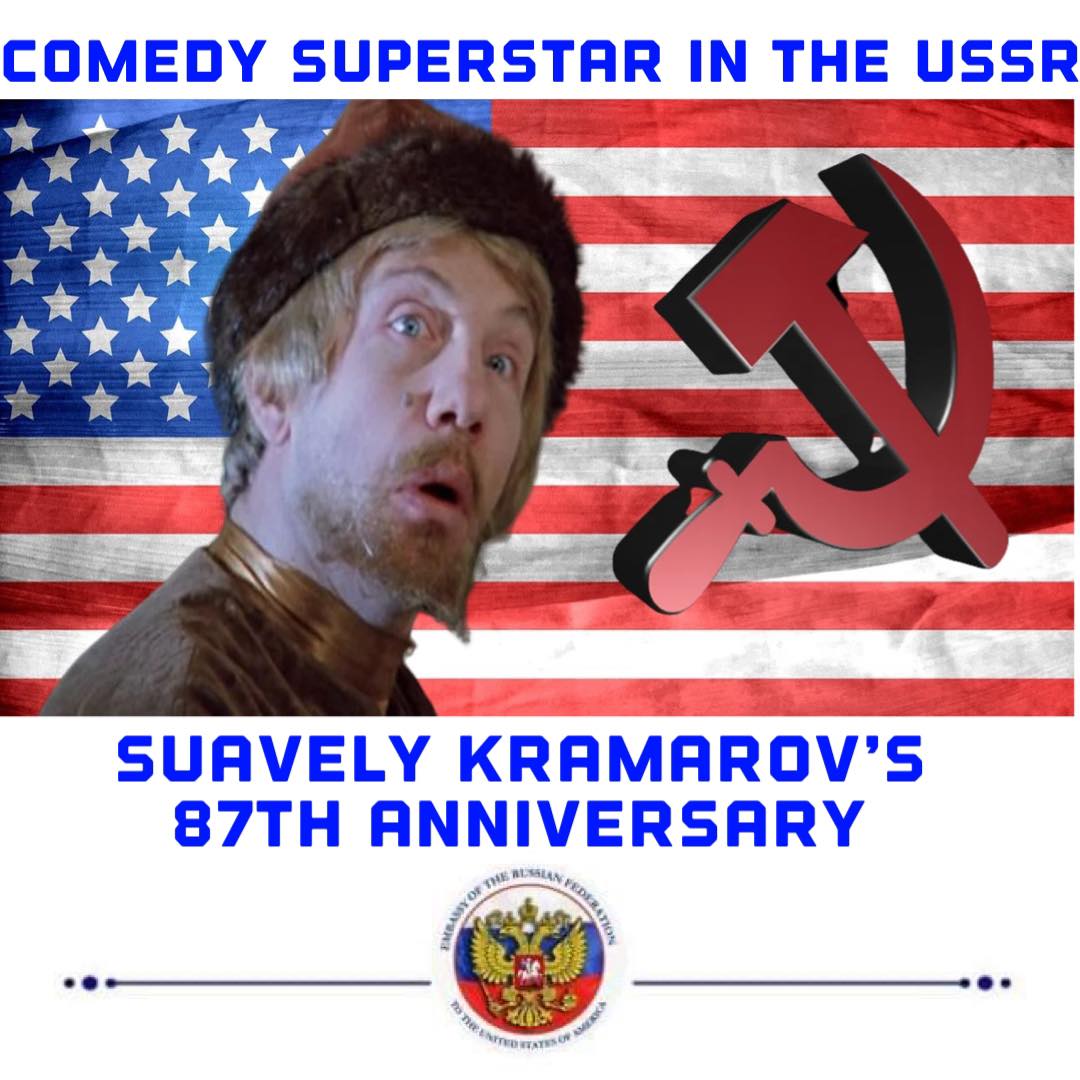 COMEDY SUPERSTAR IN THE USSR
SUAVELY KRAMAROV'S
87TH ANNIVERSARY
EMBASSY OF THE RUSSIAN FEDERATION
TO THE UNITED STATES OF AMERICA